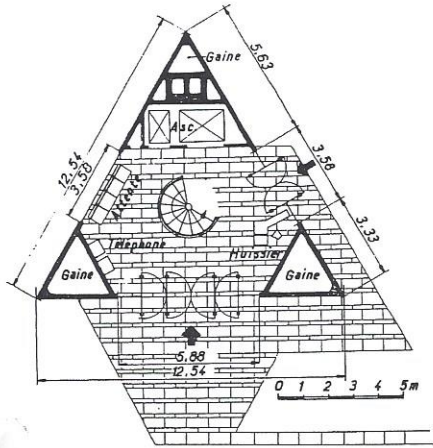 Gaine
5,63
Asc
12,54
3,58
3,58
Attente
Téléphone
3,33
Gaine
Huissier
Gaine
5,88
12,54
0 1 2 3 4 5m